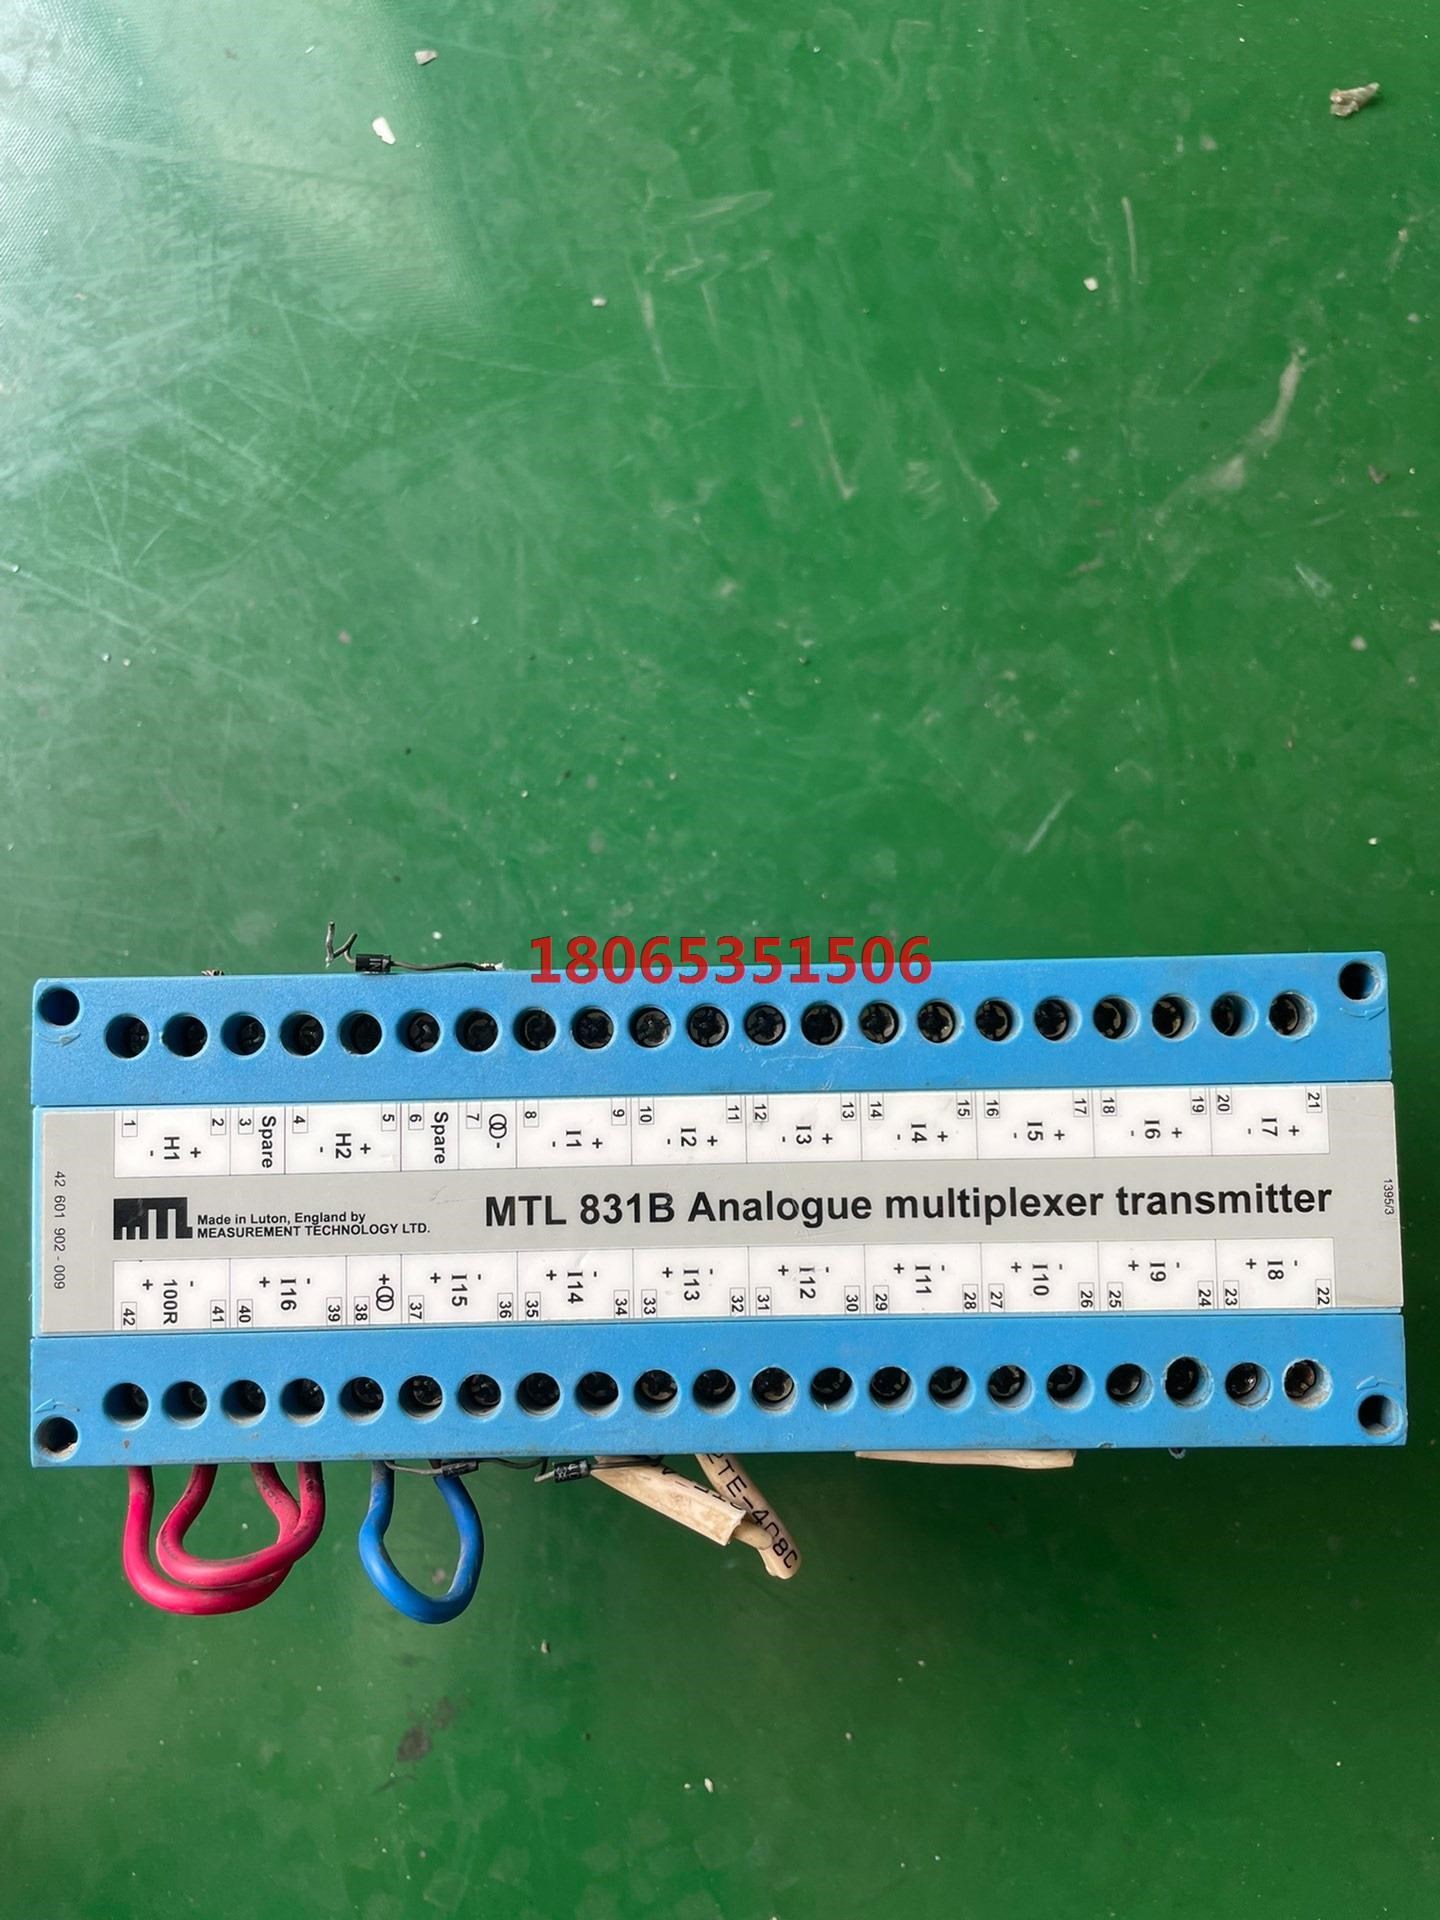 18065351506
1 H1 - + 2
3 Spare
4 H2 - + 5
6 Spare
7 -
8 I1 - + 9
10 I2 - + 11
12 I3 - + 13
14 I4 - + 15
16 I5 - + 17
18 I6 - + 19
20 I7 - + 21
MTL Made in Luton, England by
MEASUREMENT TECHNOLOGY LTD.
MTL 831B Analogue multiplexer transmitter
42 601 902 - 009
1395/3
42 + 100R - 41
40 + I16 - 39
38 +
37 + I15 - 36
35 + I14 - 34
33 + I13 - 32
31 + I12 - 30
29 + I11 - 28
27 + I10 - 26
25 + I9 - 24
23 + I8 - 22
2TE-408C